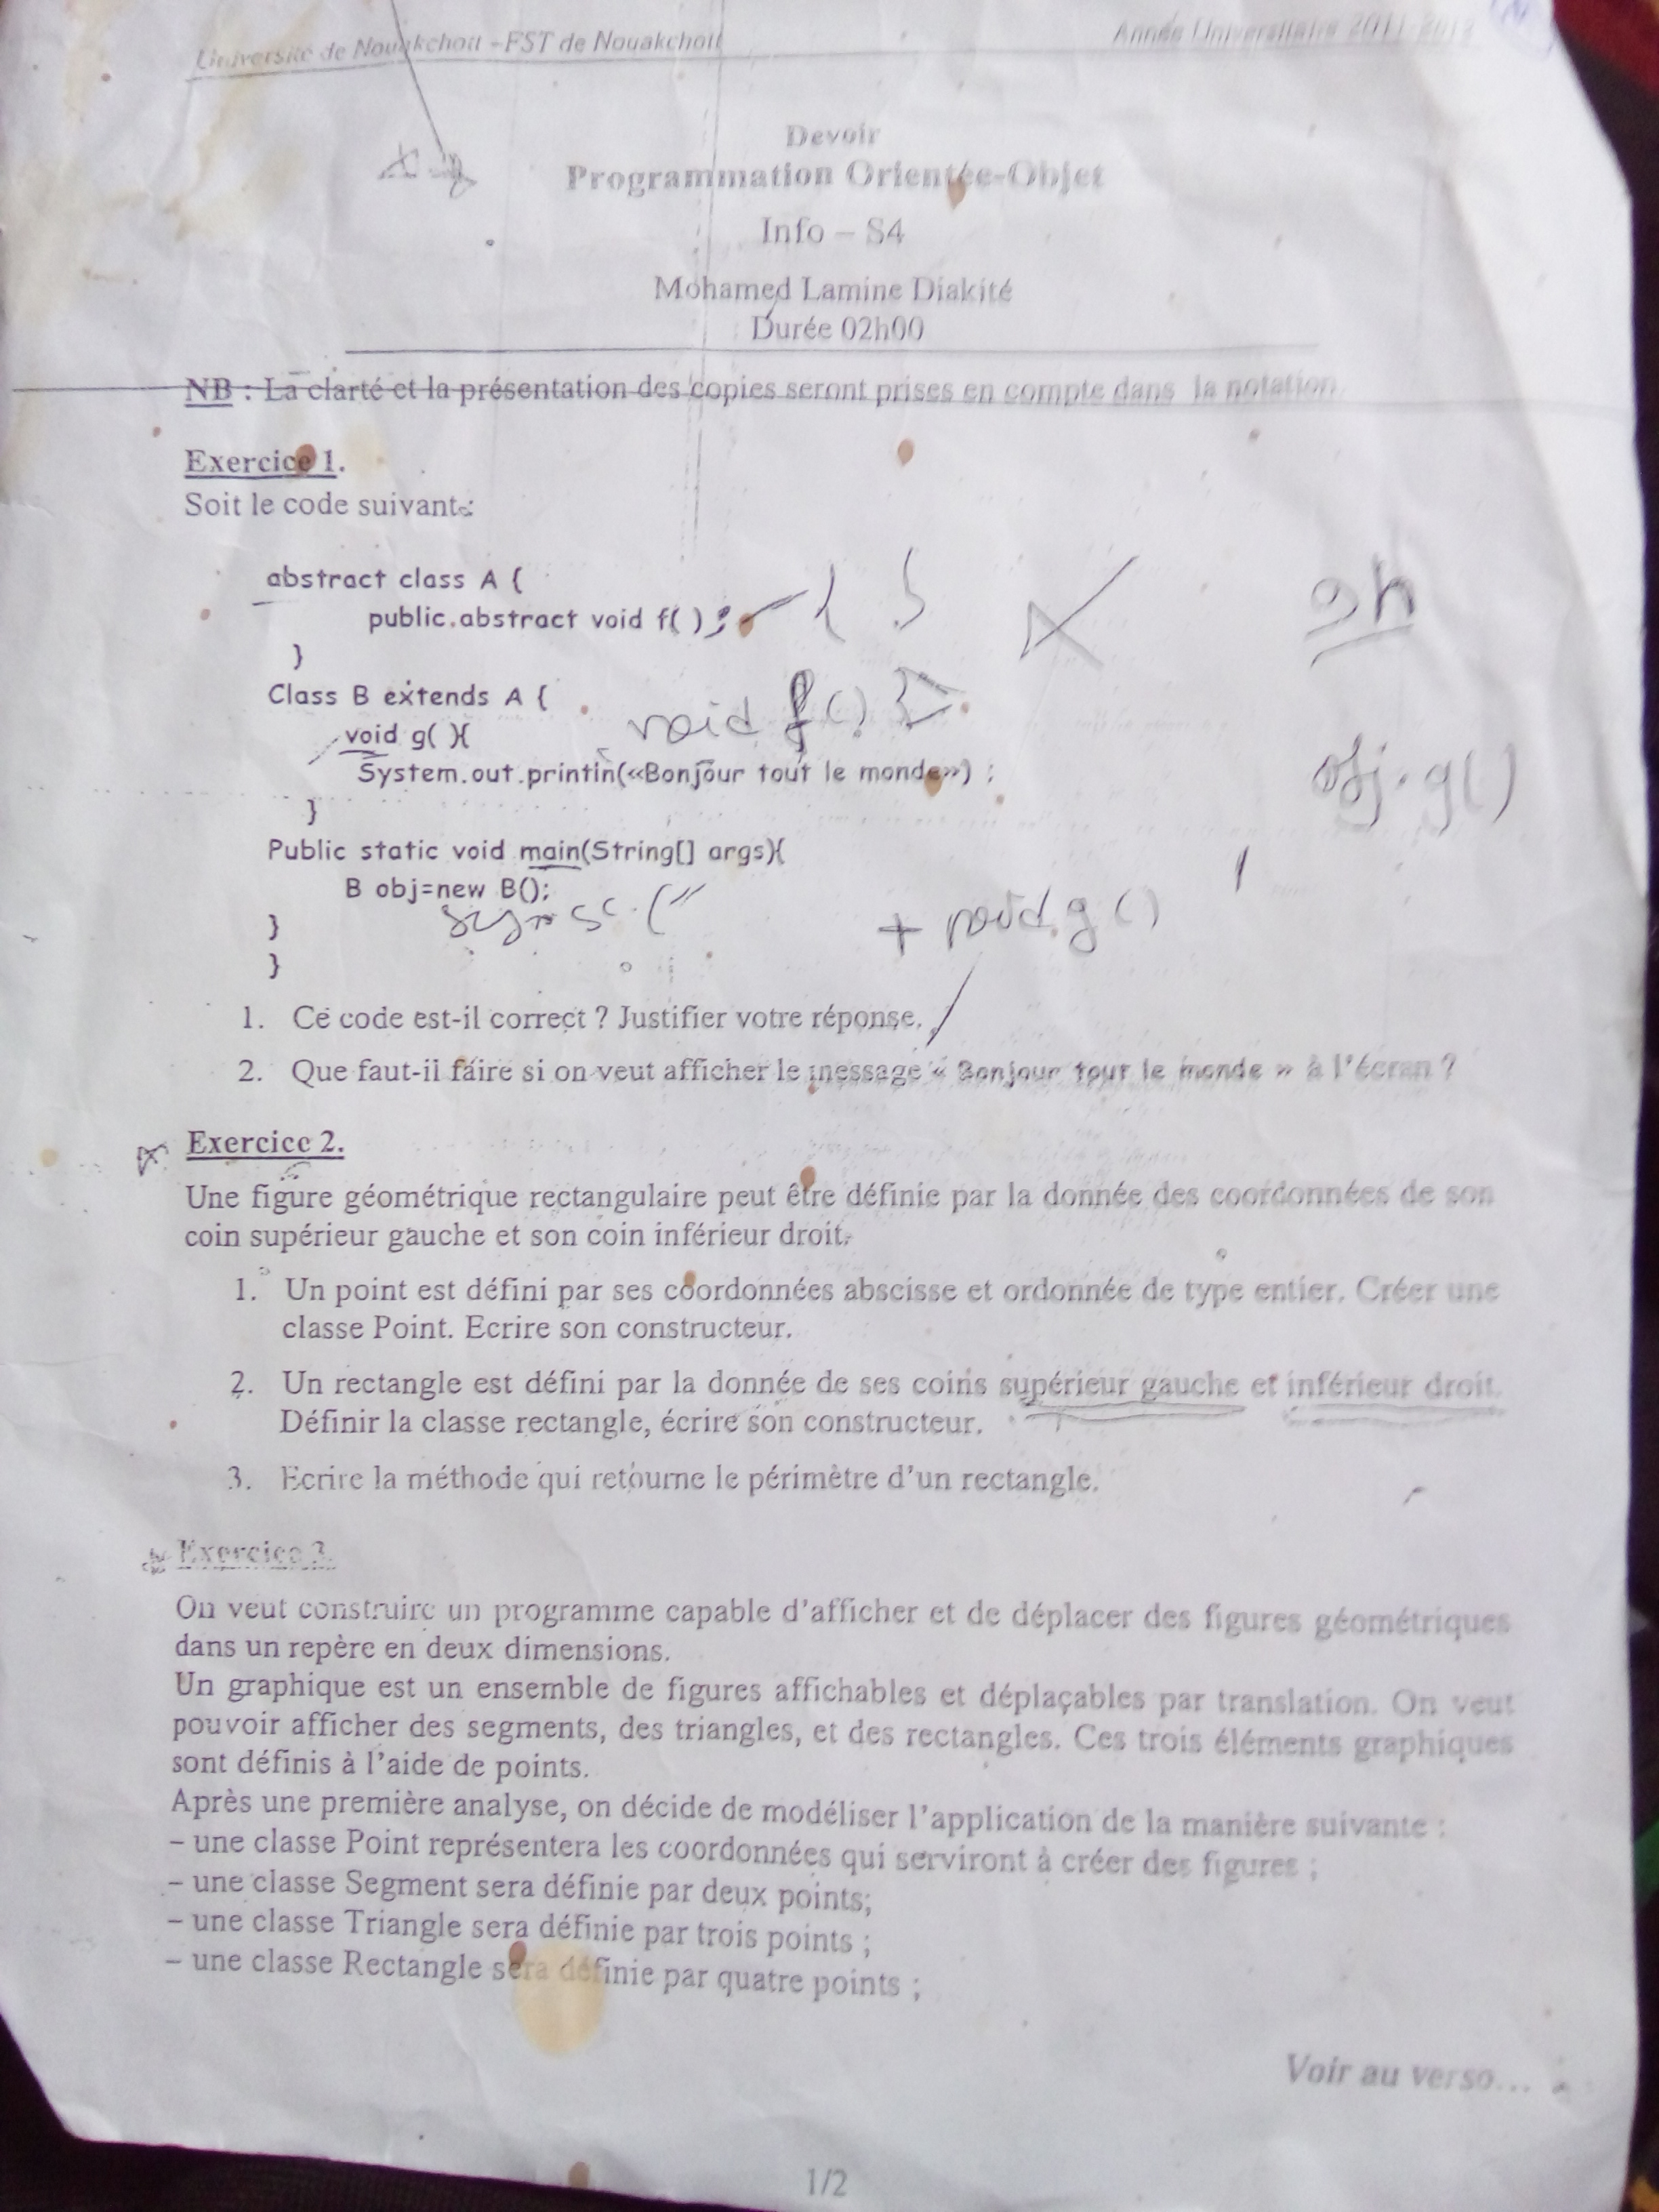 Université de Nouakchott –FST de Nouakchott
Année Universitaire 2011-2012
Devoir
Programmation Orientée-Objet
Info – S4
Mohamed Lamine Diakité
Durée 02h00
NB : La clarté et la présentation des copies seront prises en compte dans la notation.
Exercice 1.
Soit le code suivant :
abstract class A {
public abstract void f( ) ;
}
Class B extends A {
void f() {}
void g( ){
System.out.println(«Bonjour tout le monde») ;
obj.g()
}
Public static void main(String[] args){
B obj=new B();
+ void g()
}
}
1. Ce code est-il correct ? Justifier votre réponse.
2. Que faut-il faire si on veut afficher le message « Bonjour tout le monde » à l'écran ?
Exercice 2.
Une figure géométrique rectangulaire peut être définie par la donnée des coordonnées de son
coin supérieur gauche et son coin inférieur droit.
1. Un point est défini par ses coordonnées abscisse et ordonnée de type entier. Créer une
classe Point. Ecrire son constructeur.
2. Un rectangle est défini par la donnée de ses coins supérieur gauche et inférieur droit.
Définir la classe rectangle, écrire son constructeur.
3. Ecrire la méthode qui retourne le périmètre d'un rectangle.
Exercice 3.
On veut construire un programme capable d'afficher et de déplacer des figures géométriques
dans un repère en deux dimensions.
Un graphique est un ensemble de figures affichables et déplaçables par translation. On veut
pouvoir afficher des segments, des triangles, et des rectangles. Ces trois éléments graphiques
sont définis à l'aide de points.
Après une première analyse, on décide de modéliser l'application de la manière suivante :
– une classe Point représentera les coordonnées qui serviront à créer des figures ;
– une classe Segment sera définie par deux points;
– une classe Triangle sera définie par trois points ;
– une classe Rectangle sera définie par quatre points ;
Voir au verso...
1/2